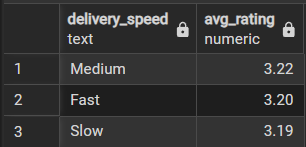 delivery_speed avg_rating
text numeric
1 Medium 3.22
2 Fast 3.20
3 Slow 3.19